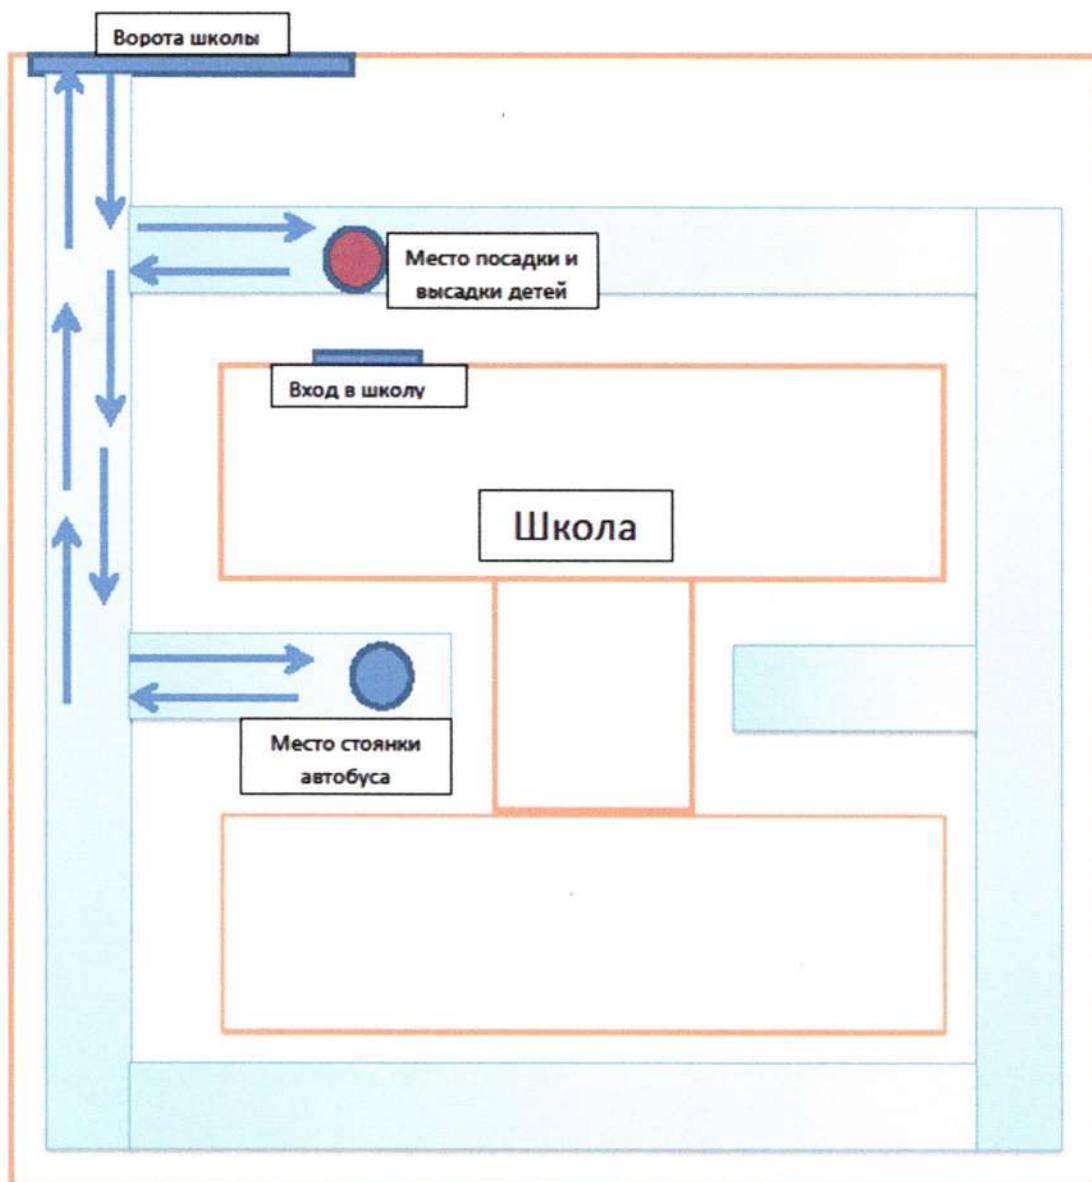 Ворота школы
Место посадки и
высадки детей
Вход в школу
Школа
Место стоянки
автобуса